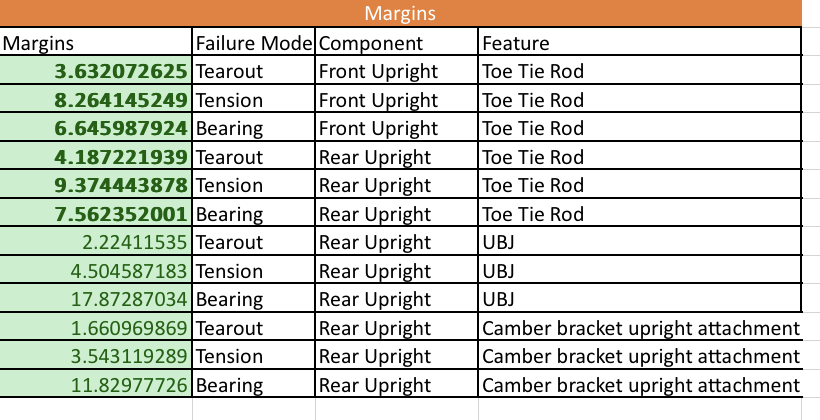 Margins
Margins Failure Mode Component Feature
3.632072625 Tearout Front Upright Toe Tie Rod
8.264145249 Tension Front Upright Toe Tie Rod
6.645987924 Bearing Front Upright Toe Tie Rod
4.187221939 Tearout Rear Upright Toe Tie Rod
9.374443878 Tension Rear Upright Toe Tie Rod
7.562352001 Bearing Rear Upright Toe Tie Rod
2.22411535 Tearout Rear Upright UBJ
4.504587183 Tension Rear Upright UBJ
17.87287034 Bearing Rear Upright UBJ
1.660969869 Tearout Rear Upright Camber bracket upright attachment
3.543119289 Tension Rear Upright Camber bracket upright attachment
11.82977726 Bearing Rear Upright Camber bracket upright attachment